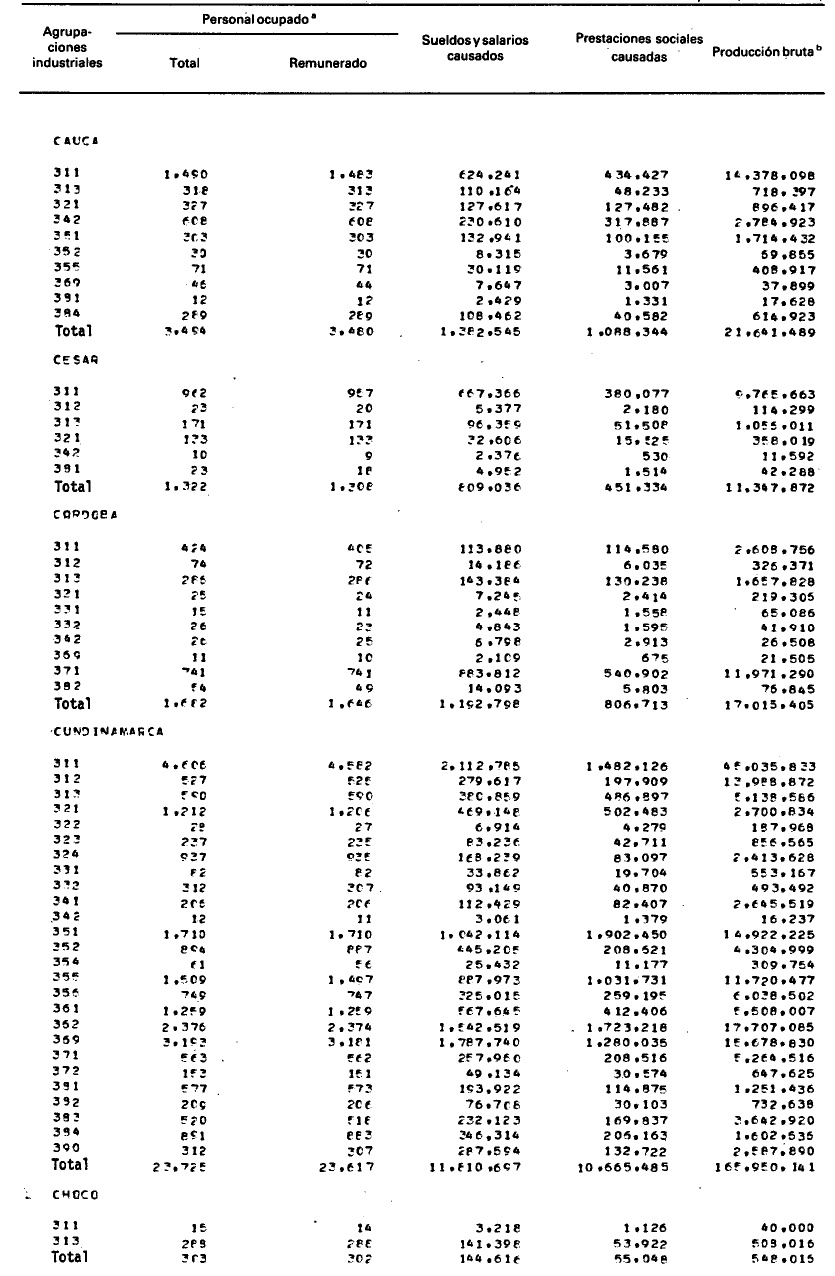 Agrupa-
ciones
industriales
Personal ocupado a
Total Remunerado
Sueldos y salarios
causados
Prestaciones sociales
causadas
Producción bruta b
CAUCA
311 1.490 1.483 624.241 434.427 14.378.098
313 318 313 110.164 48.233 718.397
321 327 327 127.617 127.482 896.417
342 608 608 230.610 317.887 2.784.923
351 303 303 132.941 100.155 1.714.432
352 30 30 8.315 3.679 69.855
355 71 71 30.119 11.561 408.917
369 46 44 7.647 3.007 37.899
381 12 12 2.429 1.331 17.628
384 289 289 108.462 40.582 614.923
Total 3.494 3.480 1.382.545 1.088.344 21.641.489
CESAR
311 962 957 667.366 380.077 9.766.663
312 23 20 5.377 2.180 114.299
313 171 171 96.359 51.508 1.055.011
321 133 133 32.606 15.525 358.019
342 10 9 2.376 530 11.592
381 23 18 4.952 1.514 42.288
Total 1.322 1.308 809.036 451.334 11.347.872
CORDOBA
311 424 405 113.880 114.580 2.608.756
312 74 72 14.186 6.035 326.371
313 286 286 143.384 130.238 1.657.828
321 25 24 7.245 2.414 219.305
331 15 11 2.448 1.558 65.086
332 26 23 4.843 1.595 41.910
342 26 25 6.798 2.913 26.508
369 11 10 2.109 675 21.505
371 741 741 883.812 540.902 11.971.290
382 54 49 14.093 5.803 76.845
Total 1.682 1.646 1.192.798 806.713 17.015.405
CUNDINAMARCA
311 4.606 4.582 2.112.785 1.482.126 45.035.833
312 527 525 279.617 197.909 13.988.872
313 590 590 380.859 486.897 5.138.586
321 1.212 1.206 469.148 502.483 2.700.834
322 28 27 6.914 4.279 187.968
323 237 235 83.236 42.711 856.565
324 937 935 168.239 83.097 2.413.628
331 82 82 33.862 19.704 553.167
332 312 307 93.149 40.870 493.492
341 206 206 112.429 82.407 2.645.519
342 12 11 3.061 1.379 16.237
351 1.710 1.710 1.042.114 1.902.450 14.922.225
352 894 887 445.205 208.621 4.304.999
354 61 56 25.432 11.177 309.754
355 1.509 1.497 887.973 1.031.731 11.720.477
356 749 747 325.015 259.195 6.038.502
361 1.259 1.259 567.645 412.406 5.508.007
362 2.376 2.374 1.542.519 1.723.218 17.707.085
369 3.193 3.181 1.787.740 1.280.035 15.678.830
371 563 562 257.960 208.516 5.264.516
372 153 151 49.134 30.574 647.625
381 577 573 193.922 114.875 1.251.436
382 209 206 76.708 30.103 732.638
383 520 518 232.123 169.837 3.642.920
384 891 883 346.314 206.163 1.602.535
390 312 307 287.594 132.722 2.587.890
Total 23.725 23.617 11.810.697 10.665.485 165.950.141
CHOCO
311 15 14 3.218 1.126 40.000
313 288 288 141.398 53.922 508.016
Total 303 302 144.616 55.048 548.015